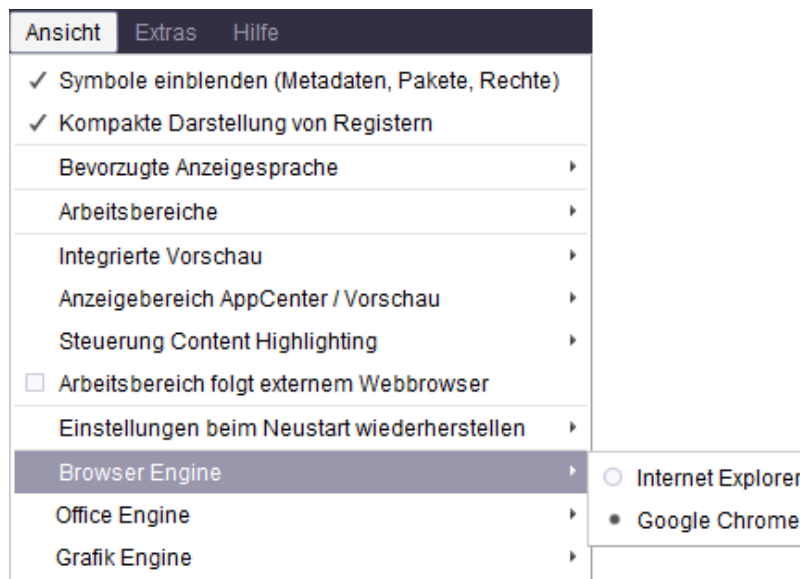 Ansicht Extras Hilfe
Symbole einblenden (Metadaten, Pakete, Rechte)
Kompakte Darstellung von Registern
Bevorzugte Anzeigesprache
Arbeitsbereiche
Integrierte Vorschau
Anzeigebereich AppCenter / Vorschau
Steuerung Content Highlighting
Arbeitsbereich folgt externem Webbrowser
Einstellungen beim Neustart wiederherstellen
Browser Engine
Internet Explorer
Office Engine
Google Chrome
Grafik Engine